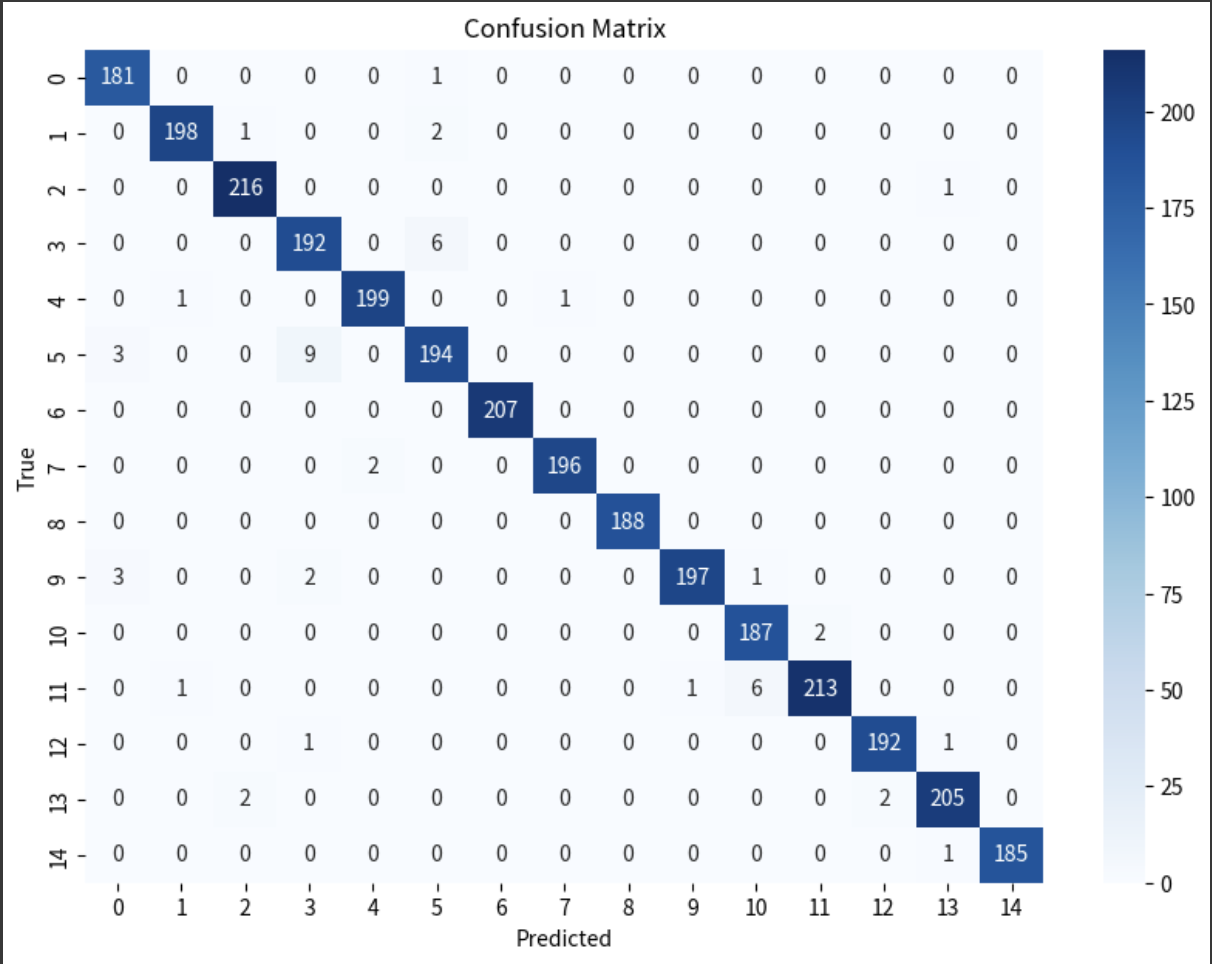 Confusion Matrix
0 181 0 0 0 0 1 0 0 0 0 0 0 0 0 0
1 0 198 1 0 0 2 0 0 0 0 0 0 0 0 0
2 0 0 216 0 0 0 0 0 0 0 0 0 0 1 0
3 0 0 0 192 0 6 0 0 0 0 0 0 0 0 0
4 0 1 0 0 199 0 0 1 0 0 0 0 0 0 0
5 3 0 0 9 0 194 0 0 0 0 0 0 0 0 0
6 0 0 0 0 0 0 207 0 0 0 0 0 0 0 0
True
7 0 0 0 0 2 0 0 196 0 0 0 0 0 0 0
8 0 0 0 0 0 0 0 0 188 0 0 0 0 0 0
9 3 0 0 2 0 0 0 0 0 197 1 0 0 0 0
10 0 0 0 0 0 0 0 0 0 0 187 2 0 0 0
11 0 1 0 0 0 0 0 0 0 1 6 213 0 0 0
12 0 0 0 1 0 0 0 0 0 0 0 0 192 1 0
13 0 0 2 0 0 0 0 0 0 0 0 0 2 205 0
14 0 0 0 0 0 0 0 0 0 0 0 0 0 1 185
0 1 2 3 4 5 6 7 8 9 10 11 12 13 14
Predicted
200
175
150
125
100
75
50
25
0